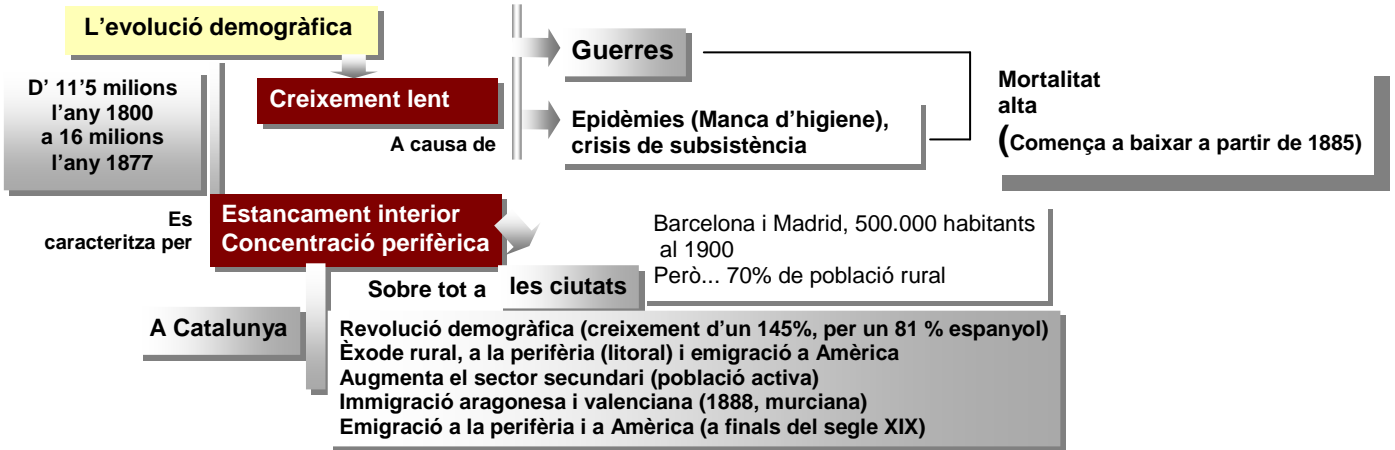 L'evolució demogràfica
D' 11'5 milions
l'any 1800
a 16 milions
l'any 1877
Creixement lent
A causa de
Guerres
Epidèmies (Manca d'higiene),
crisis de subsistència
Mortalitat
alta
(Comença a baixar a partir de 1885)
Es
caracteritza per
Estancament interior
Concentració perifèrica
Sobre tot a
les ciutats
Barcelona i Madrid, 500.000 habitants
al 1900
Però... 70% de població rural
A Catalunya
Revolució demogràfica (creixement d'un 145%, per un 81 % espanyol)
Èxode rural, a la perifèria (litoral) i emigració a Amèrica
Augmenta el sector secundari (població activa)
Immigració aragonesa i valenciana (1888, murciana)
Emigració a la perifèria i a Amèrica (a finals del segle XIX)